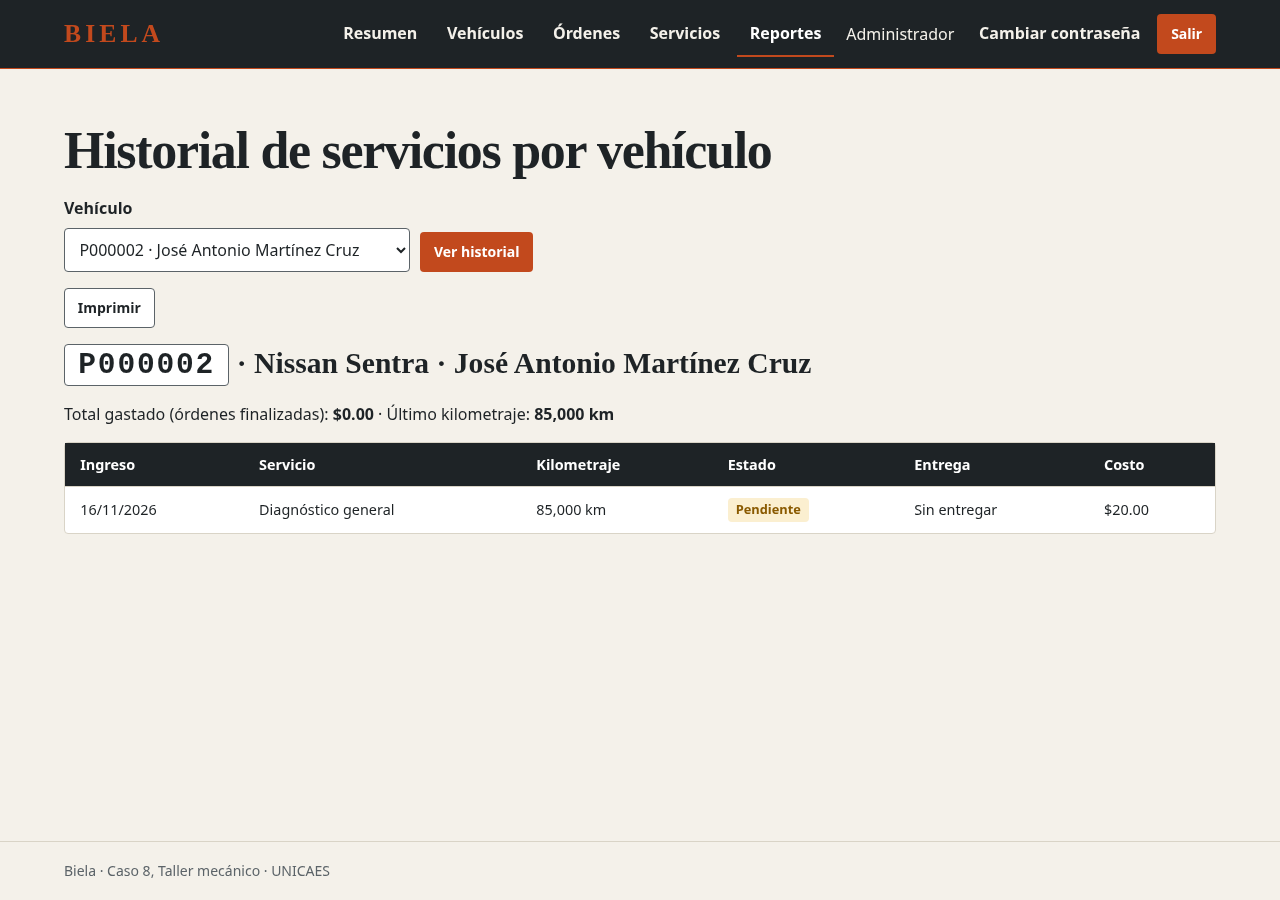 BIELA
Resumen Vehículos Órdenes Servicios Reportes Administrador Cambiar contraseña Salir
Historial de servicios por vehículo
Vehículo
P000002 · José Antonio Martínez Cruz Ver historial
Imprimir
P000002 · Nissan Sentra · José Antonio Martínez Cruz
Total gastado (órdenes finalizadas): $0.00 · Último kilometraje: 85,000 km
Ingreso Servicio Kilometraje Estado Entrega Costo
16/11/2026 Diagnóstico general 85,000 km Pendiente Sin entregar $20.00
Biela · Caso 8, Taller mecánico · UNICAES